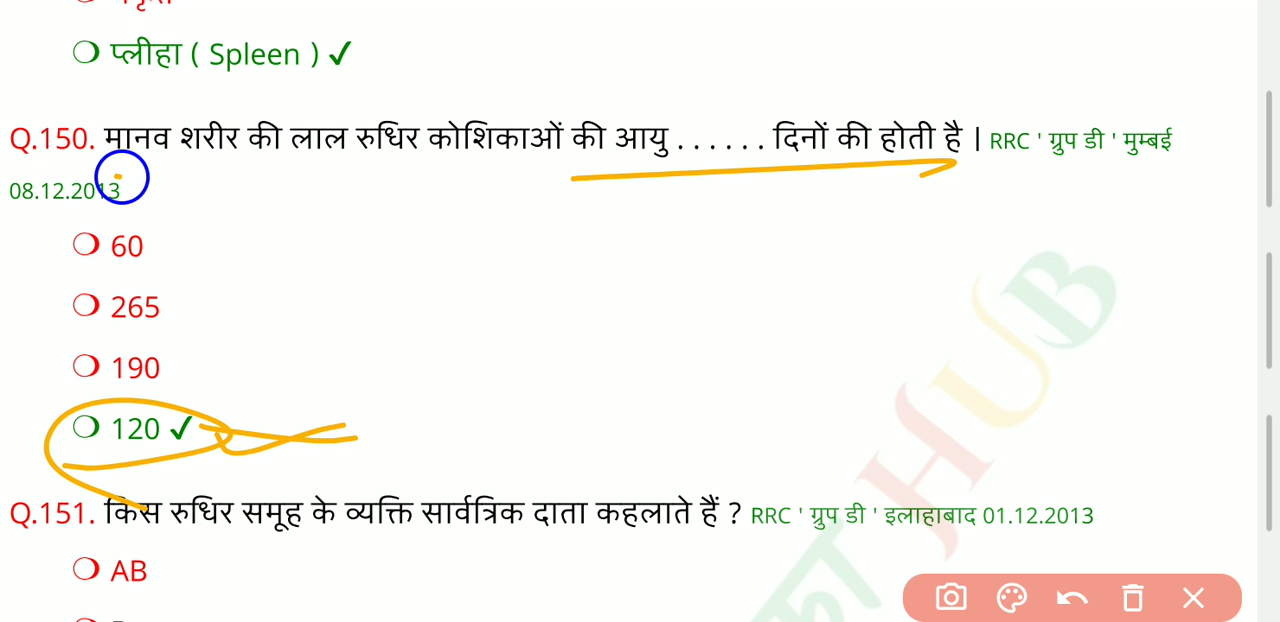 प्लीहा ( Spleen ) ✓
Q.150. मानव शरीर की लाल रुधिर कोशिकाओं की आयु . . . . . . दिनों की होती है | RRC ' ग्रुप डी ' मुम्बई
08.12.2013
60
265
190
120 ✓
Q.151. किस रुधिर समूह के व्यक्ति सार्वत्रिक दाता कहलाते हैं ? RRC ' ग्रुप डी ' इलाहाबाद 01.12.2013
AB
HUB